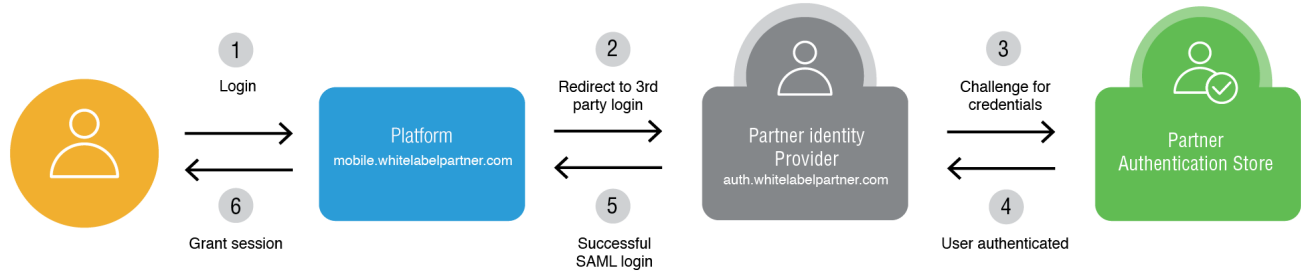 1
Login
2
Redirect to 3rd
party login
3
Challenge for
credentials
Platform
mobile.whitelabelpartner.com
Partner identity
Provider
auth.whitelabelpartner.com
Partner
Authentication Store
6
Grant session
5
Successful
SAML login
4
User authenticated